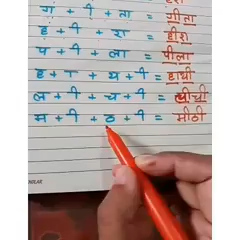 ग + ी + ता = गीता
ह + ी + रा = हीरा
प + ी + ला = पीला
ह + ा + थ + ी = हाथी
ल + ी + च + ी = लीची
म + ी + ठ + ी = मीठी